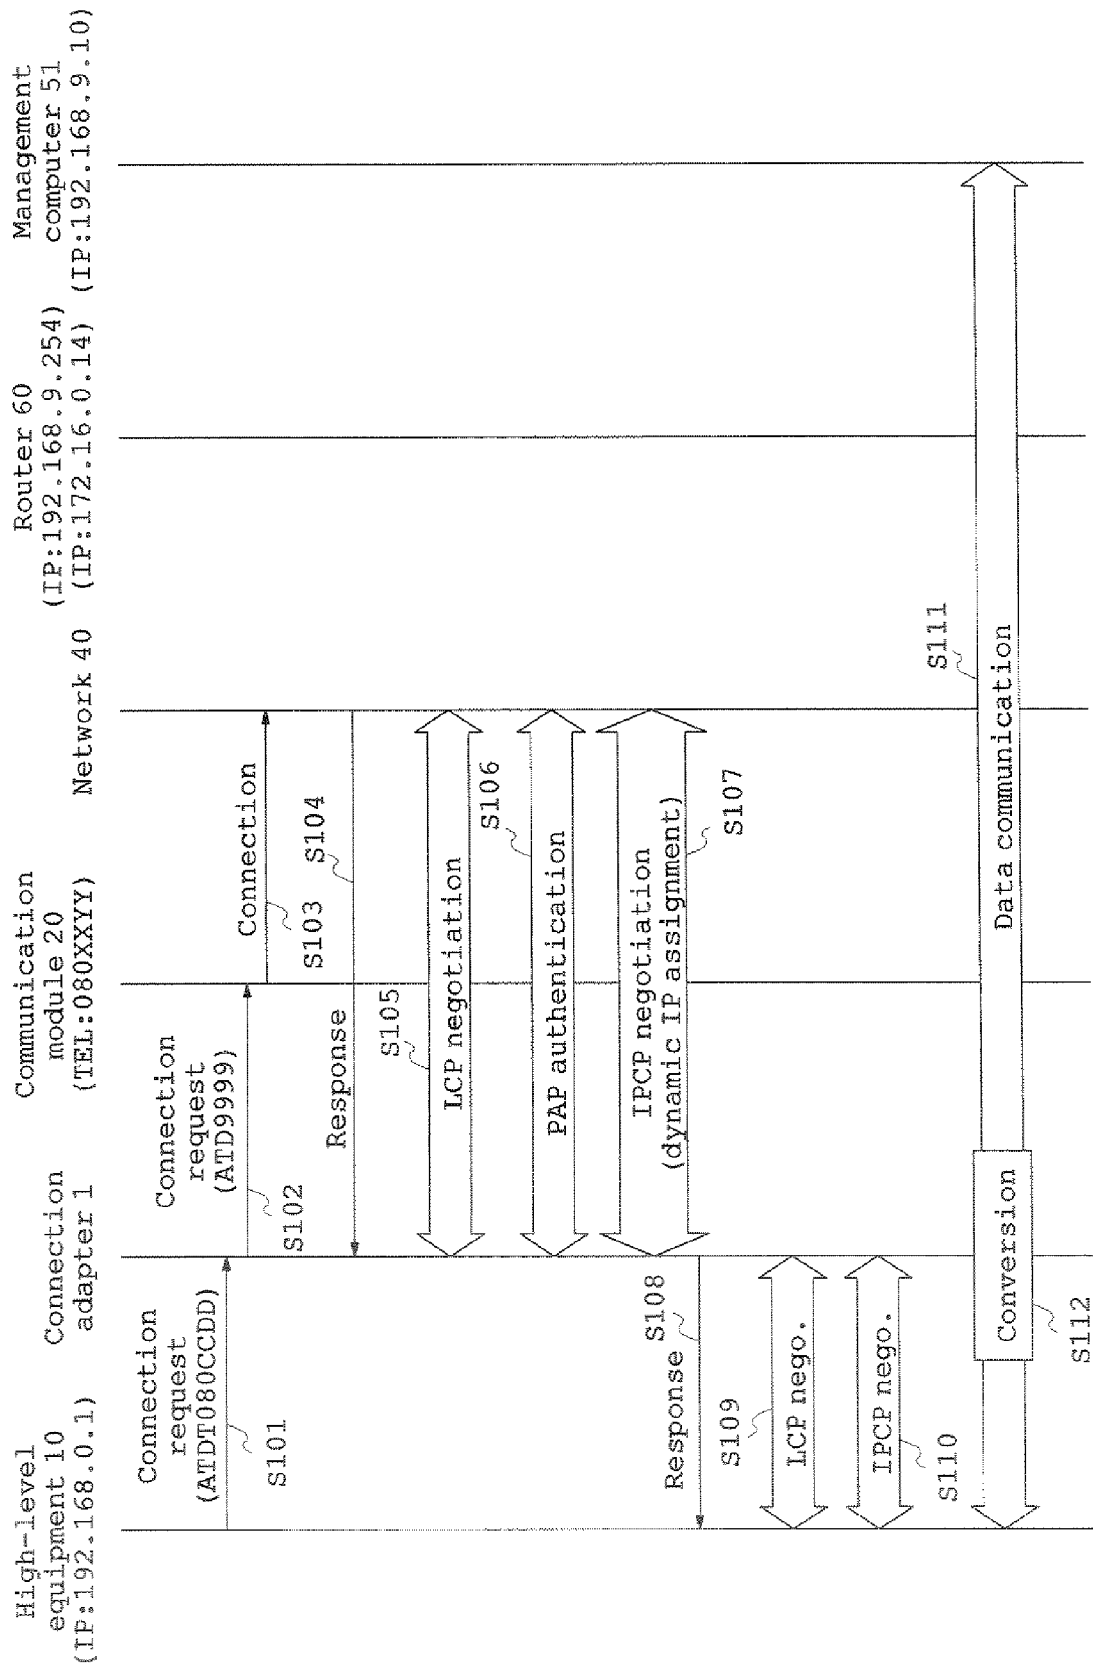 High-level
equipment 10
(IP:192.168.0.1)
Connection
adapter 1
Communication
module 20
(TEL:080XXYY)
Network 40
Router 60
(IP:192.168.9.254)
(IP:172.16.0.14)
Management
computer 51
(IP:192.168.9.10)
Connection
request
(ATDT080CCDD)
S101
Connection
request
(ATD9999)
S102
Connection
S103
S104
Response
S105
LCP negotiation
S106
PAP authentication
IPCP negotiation
(dynamic IP assignment)
S107
S108
Response
S109
LCP nego.
IPCP nego.
S110
S111
Data communication
Conversion
S112